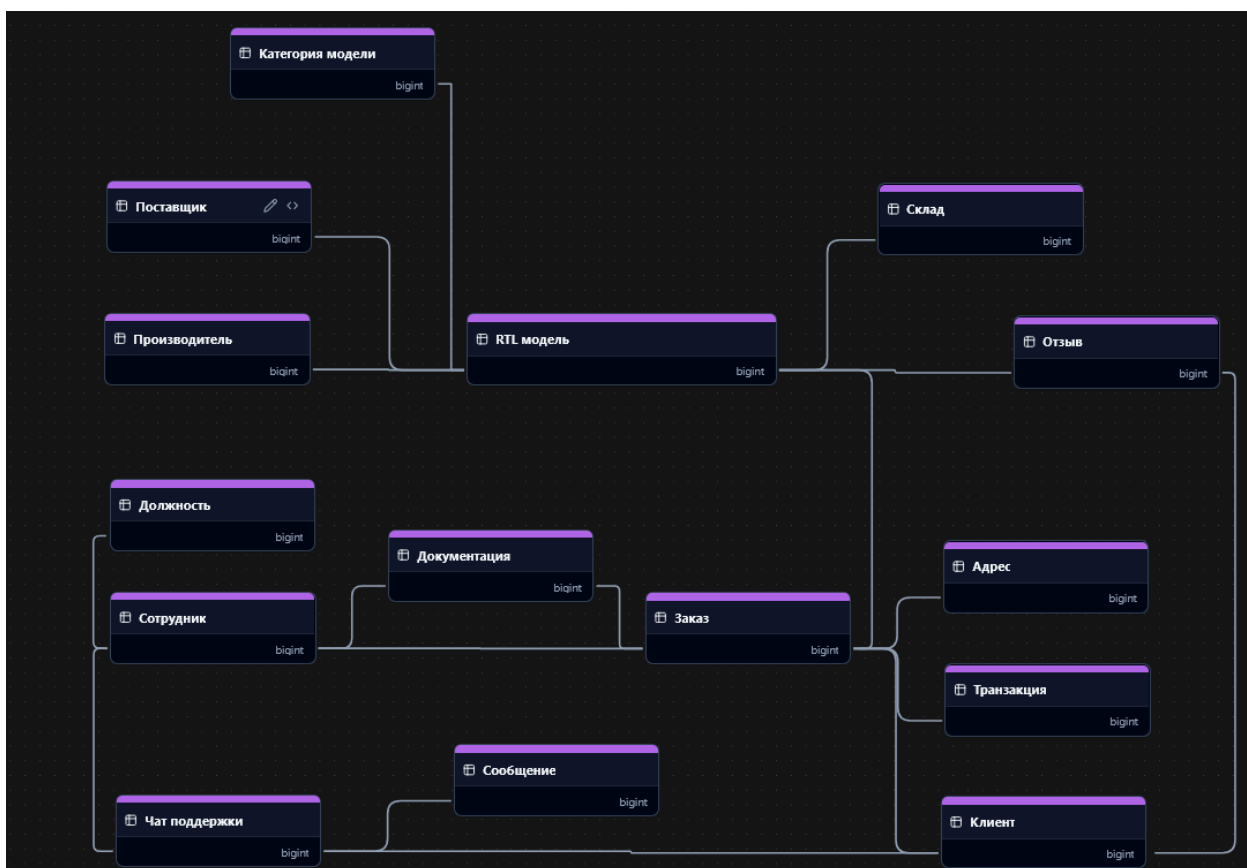 Категория модели
bigint
Поставщик
bigint
Склад
bigint
Производитель
bigint
RTL модель
bigint
Отзыв
bigint
Должность
bigint
Документация
bigint
Адрес
bigint
Сотрудник
bigint
Заказ
bigint
Транзакция
bigint
Сообщение
bigint
Чат поддержки
bigint
Клиент
bigint